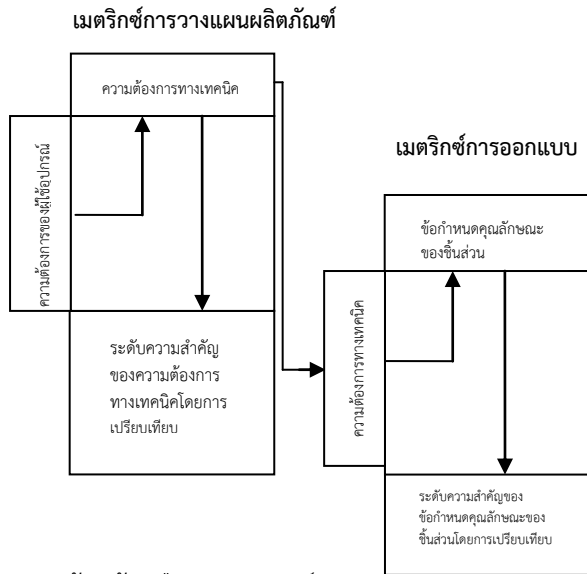 เมตริกซ์การวางแผนผลิตภัณฑ์
ความต้องการทางเทคนิค
ความต้องการของผู้ใช้อุปกรณ์
ระดับความสำคัญ
ของความต้องการ
ทางเทคนิคโดยการ
เปรียบเทียบ
เมตริกซ์การออกแบบ
ข้อกำหนดคุณลักษณะ
ของชิ้นส่วน
ความต้องการทางเทคนิค
ระดับความสำคัญของ
ข้อกำหนดคุณลักษณะของ
ชิ้นส่วนโดยการเปรียบเทียบ